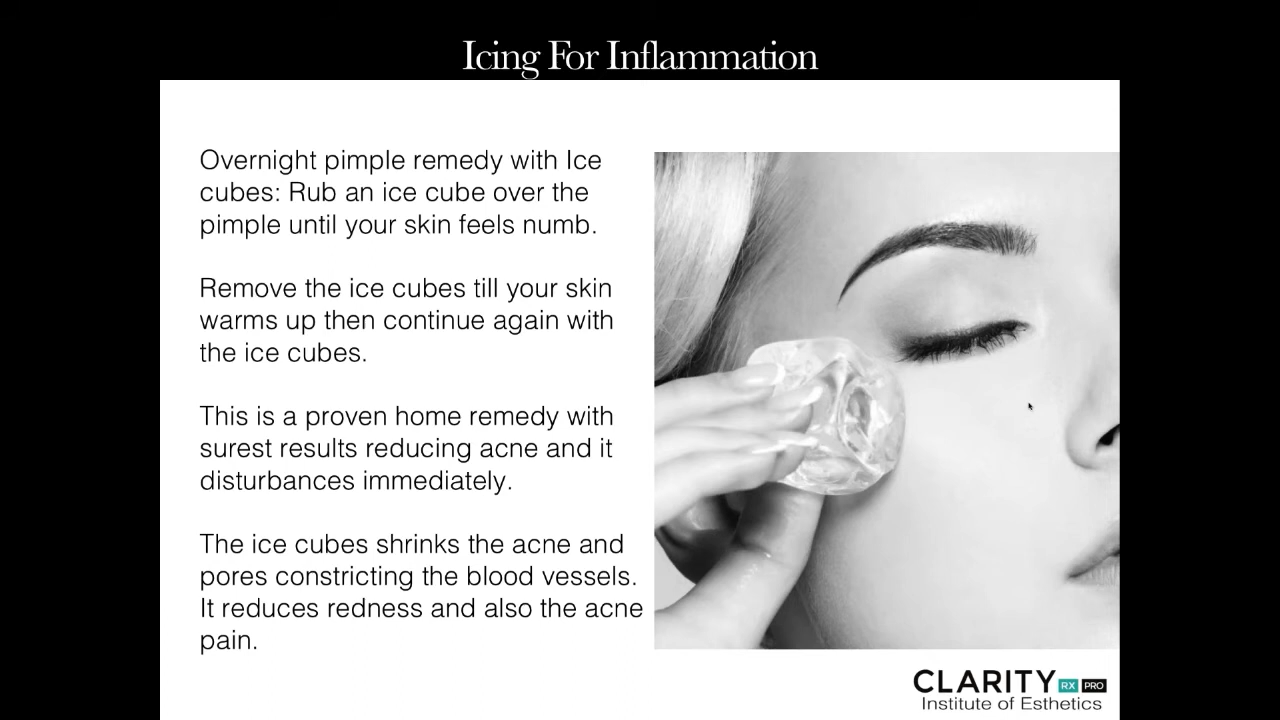 Icing For Inflammation
Overnight pimple remedy with Ice
cubes: Rub an ice cube over the
pimple until your skin feels numb.
Remove the ice cubes till your skin
warms up then continue again with
the ice cubes.
This is a proven home remedy with
surest results reducing acne and it
disturbances immediately.
The ice cubes shrinks the acne and
pores constricting the blood vessels.
It reduces redness and also the acne
pain.
CLARITY RX PRO
Institute of Esthetics